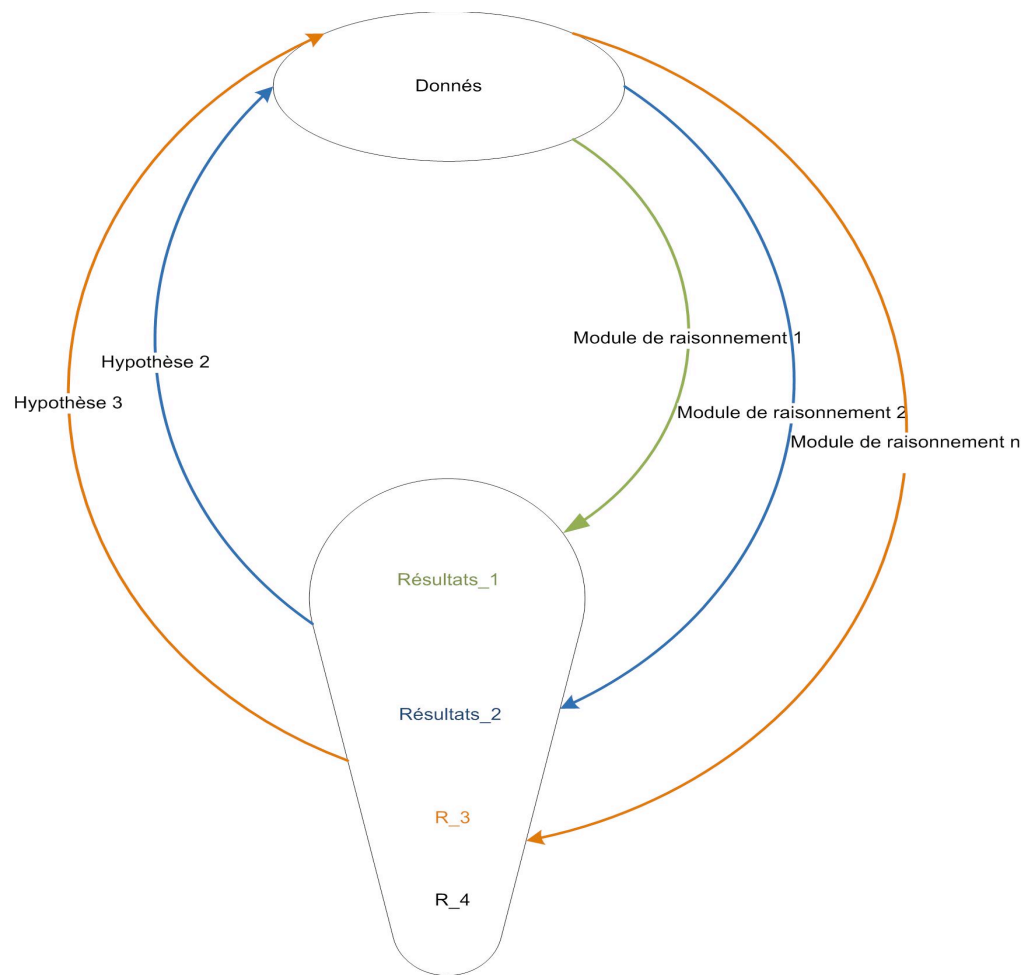 Donnés
Module de raisonnement 1
Hypothèse 2
Hypothèse 3
Module de raisonnement 2
Module de raisonnement n
Résultats_1
Résultats_2
R_3
R_4